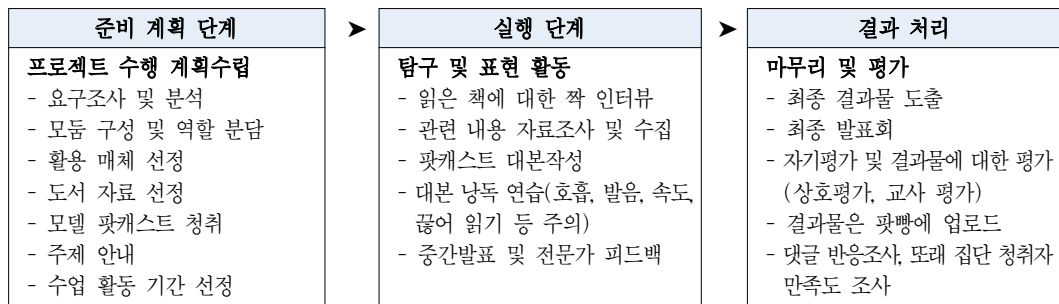 준비 계획 단계
프로젝트 수행 계획수립
- 요구조사 및 분석
- 모둠 구성 및 역할 분담
- 활용 매체 선정
- 도서 자료 선정
- 모델 팟캐스트 청취
- 주제 안내
- 수업 활동 기간 선정
➤
실행 단계
탐구 및 표현 활동
- 읽은 책에 대한 짝 인터뷰
- 관련 내용 자료조사 및 수집
- 팟캐스트 대본작성
- 대본 낭독 연습(호흡, 발음, 속도,
끊어 읽기 등 주의)
- 중간발표 및 전문가 피드백
➤
결과 처리
마무리 및 평가
- 최종 결과물 도출
- 최종 발표회
- 자기평가 및 결과물에 대한 평가
(상호평가, 교사 평가)
- 결과물은 팟빵에 업로드
- 댓글 반응조사, 또래 집단 청취자
만족도 조사